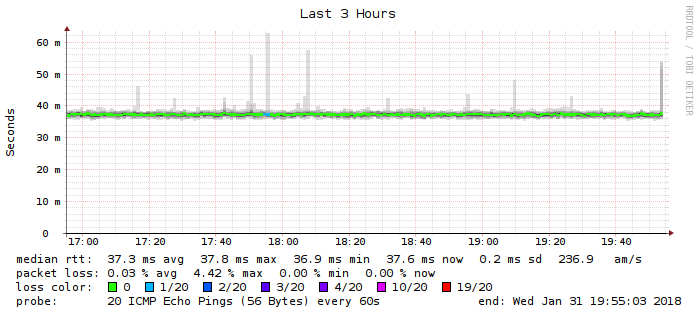 Last 3 Hours
RRDTOOL / TOBI OETIKER
Seconds
60 m
50 m
40 m
30 m
20 m
10 m
0
17:00 17:20 17:40 18:00 18:20 18:40 19:00 19:20 19:40
median rtt: 37.3 ms avg 37.8 ms max 36.9 ms min 37.6 ms now 0.2 ms sd 236.9 am/s
packet loss: 0.03 % avg 4.42 % max 0.00 % min 0.00 % now
loss color: 0 1/20 2/20 3/20 4/20 10/20 19/20
probe: 20 ICMP Echo Pings (56 Bytes) every 60s end: Wed Jan 31 19:55:03 2018